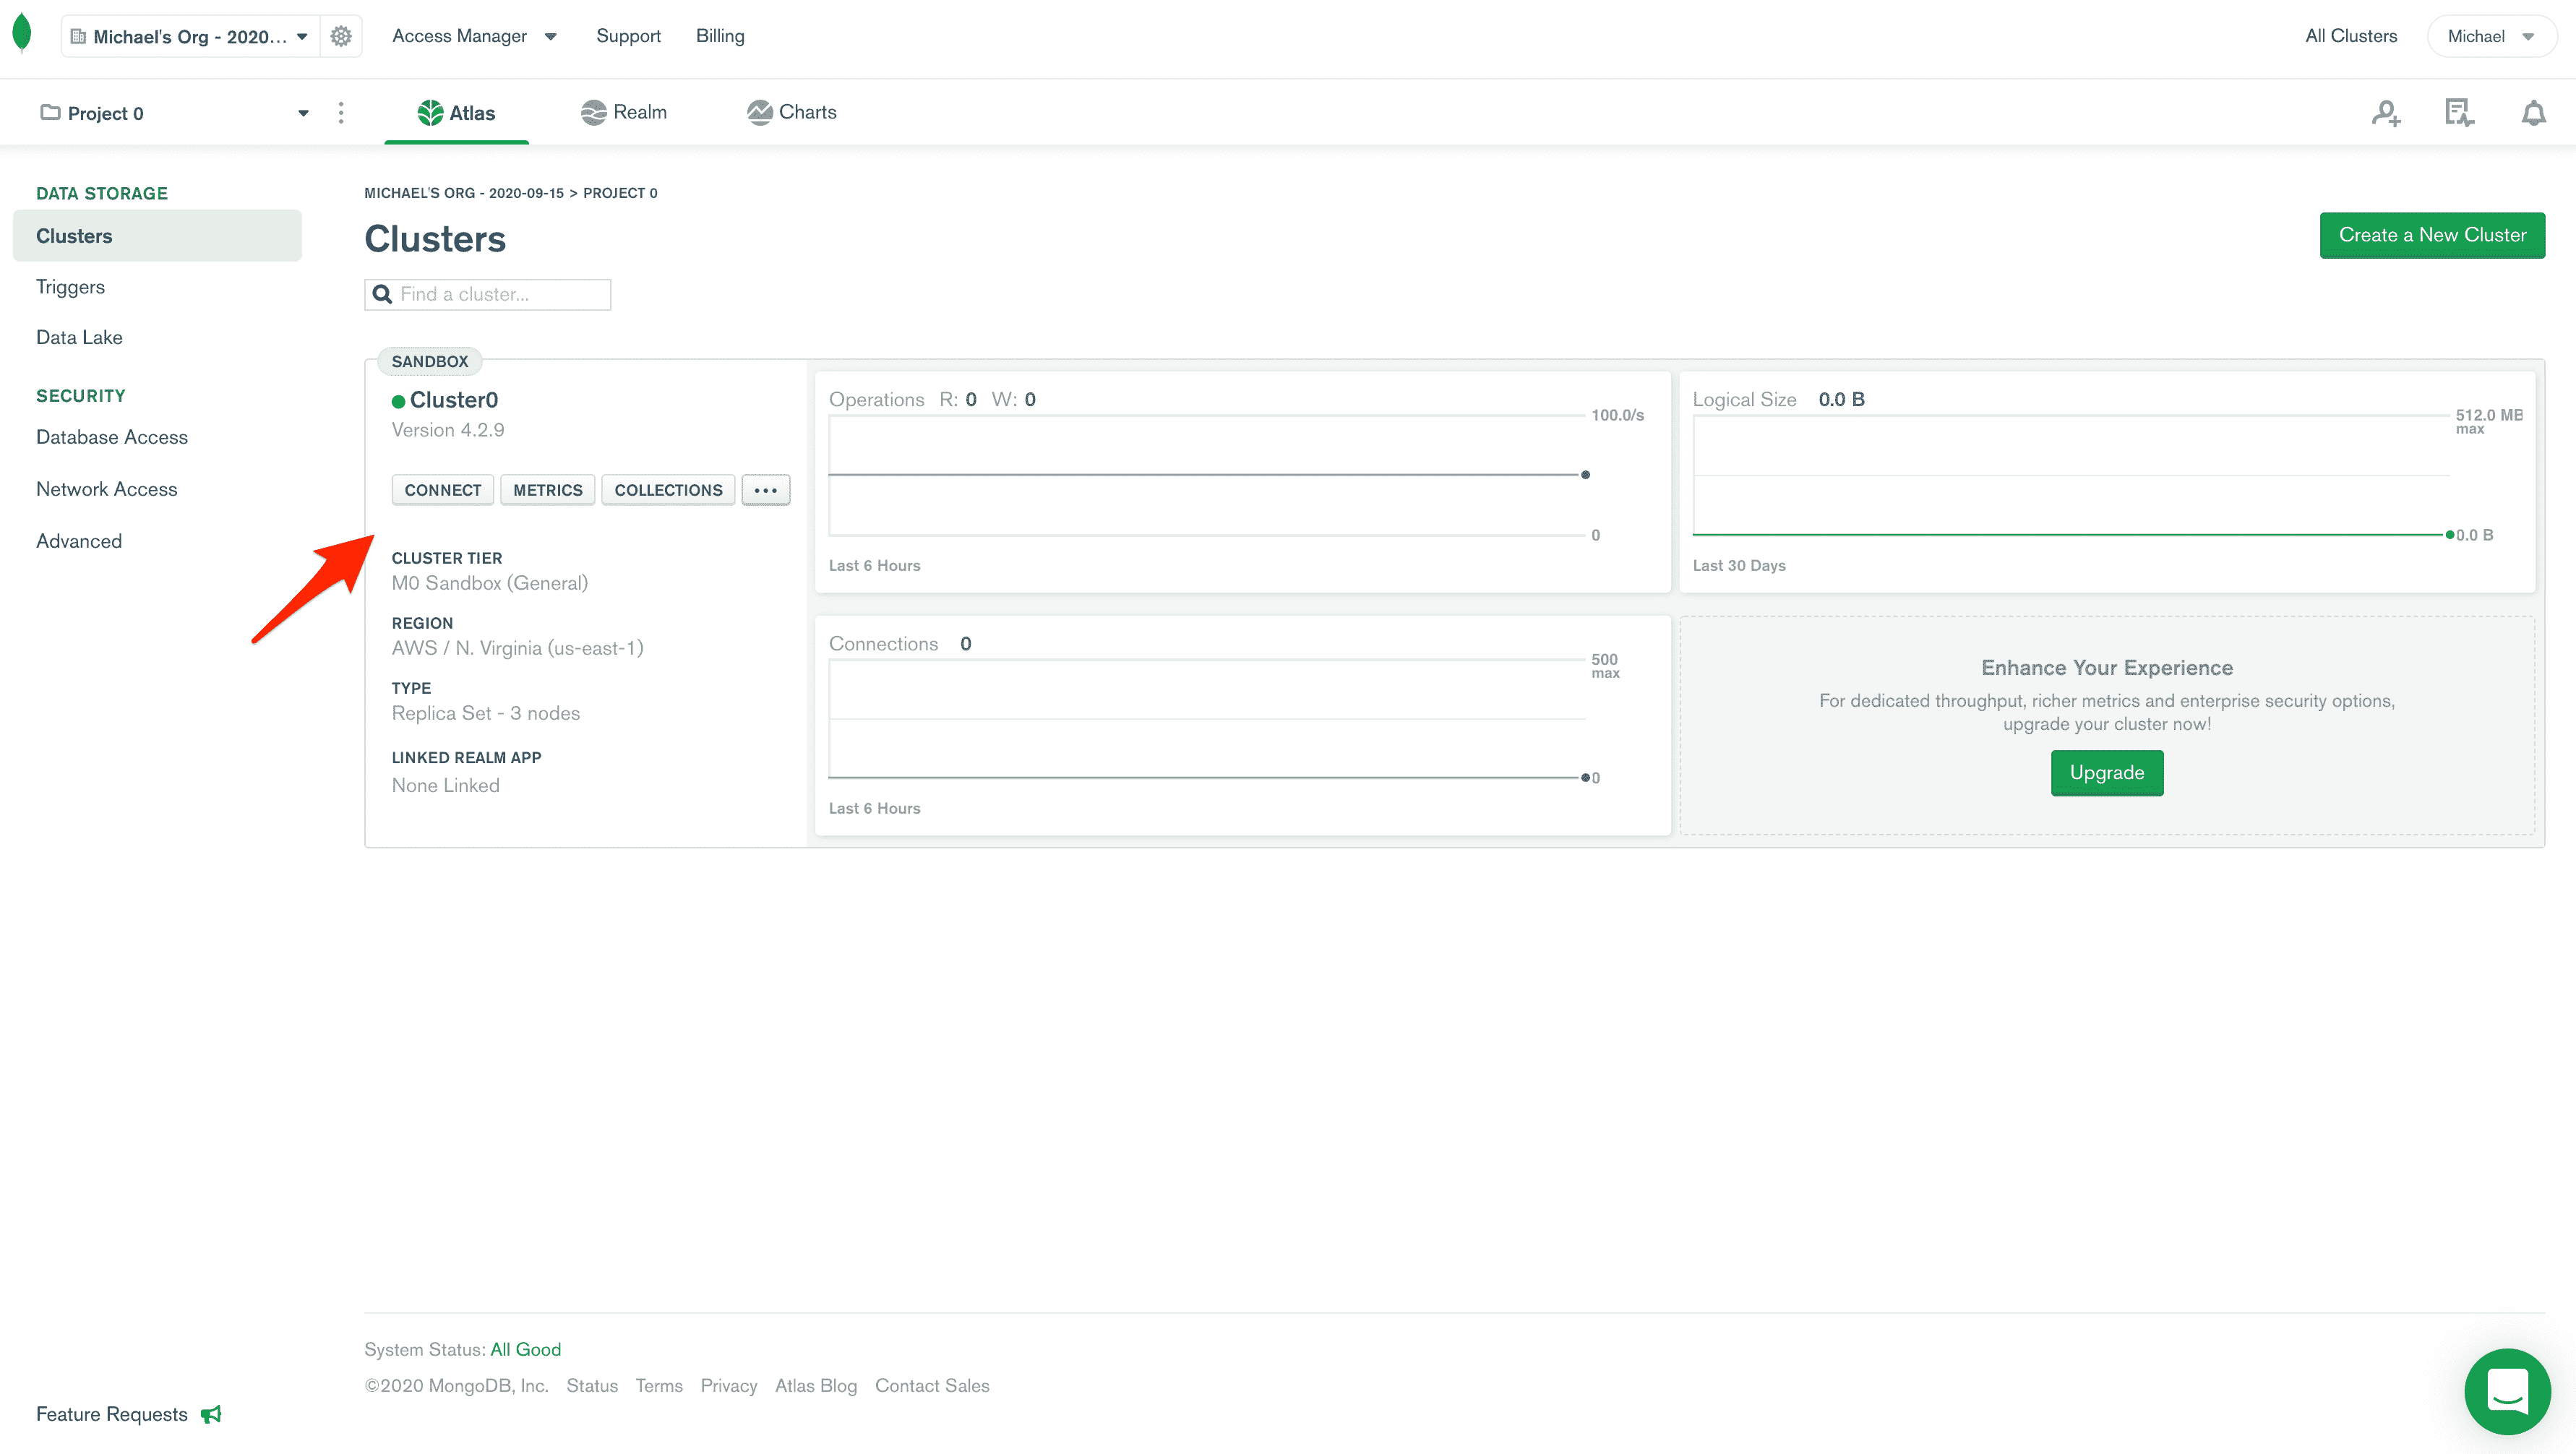 Michael's Org - 2020...
Access Manager
Support
Billing
All Clusters
Michael
Project 0
Atlas
Realm
Charts
DATA STORAGE
Clusters
Triggers
Data Lake
SECURITY
Database Access
Network Access
Advanced
Feature Requests
MICHAEL'S ORG - 2020-09-15 > PROJECT 0
Clusters
Create a New Cluster
Find a cluster...
SANDBOX
Cluster0
Version 4.2.9
CONNECT
METRICS
COLLECTIONS
...
CLUSTER TIER
M0 Sandbox (General)
REGION
AWS / N. Virginia (us-east-1)
TYPE
Replica Set - 3 nodes
LINKED REALM APP
None Linked
Operations R: 0 W: 0
100.0/s
0
Last 6 Hours
Logical Size 0.0 B
512.0 MB
max
0.0 B
Last 30 Days
Connections 0
500
max
0
Last 6 Hours
Enhance Your Experience
For dedicated throughput, richer metrics and enterprise security options,
upgrade your cluster now!
Upgrade
System Status: All Good
©2020 MongoDB, Inc. Status Terms Privacy Atlas Blog Contact Sales